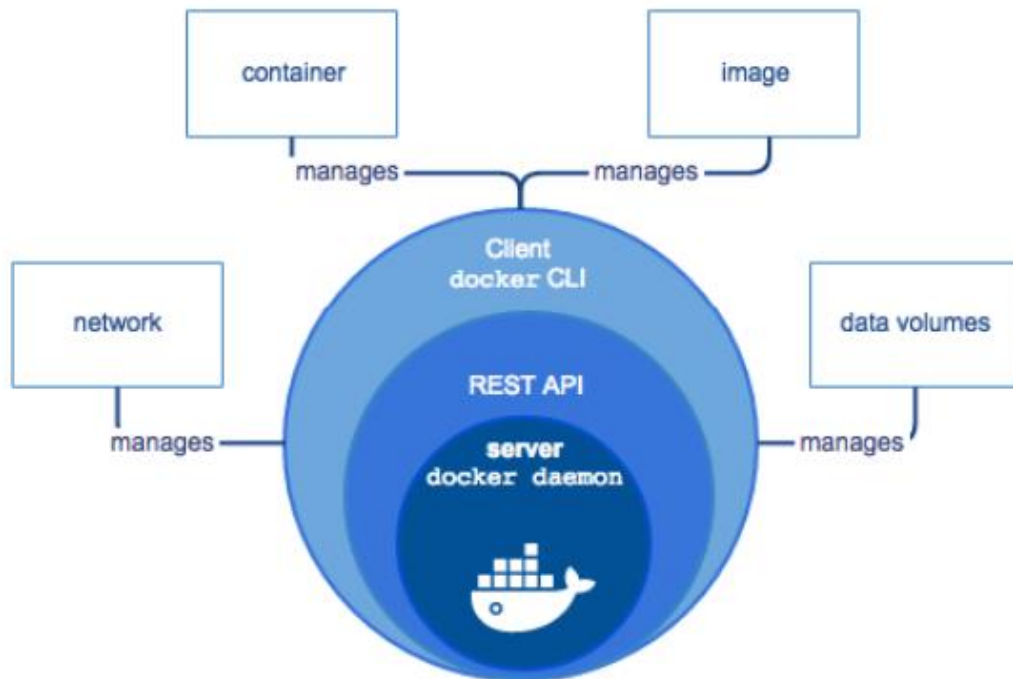 container
image
manages
manages
Client
docker CLI
network
data volumes
REST API
manages
server
manages
docker daemon